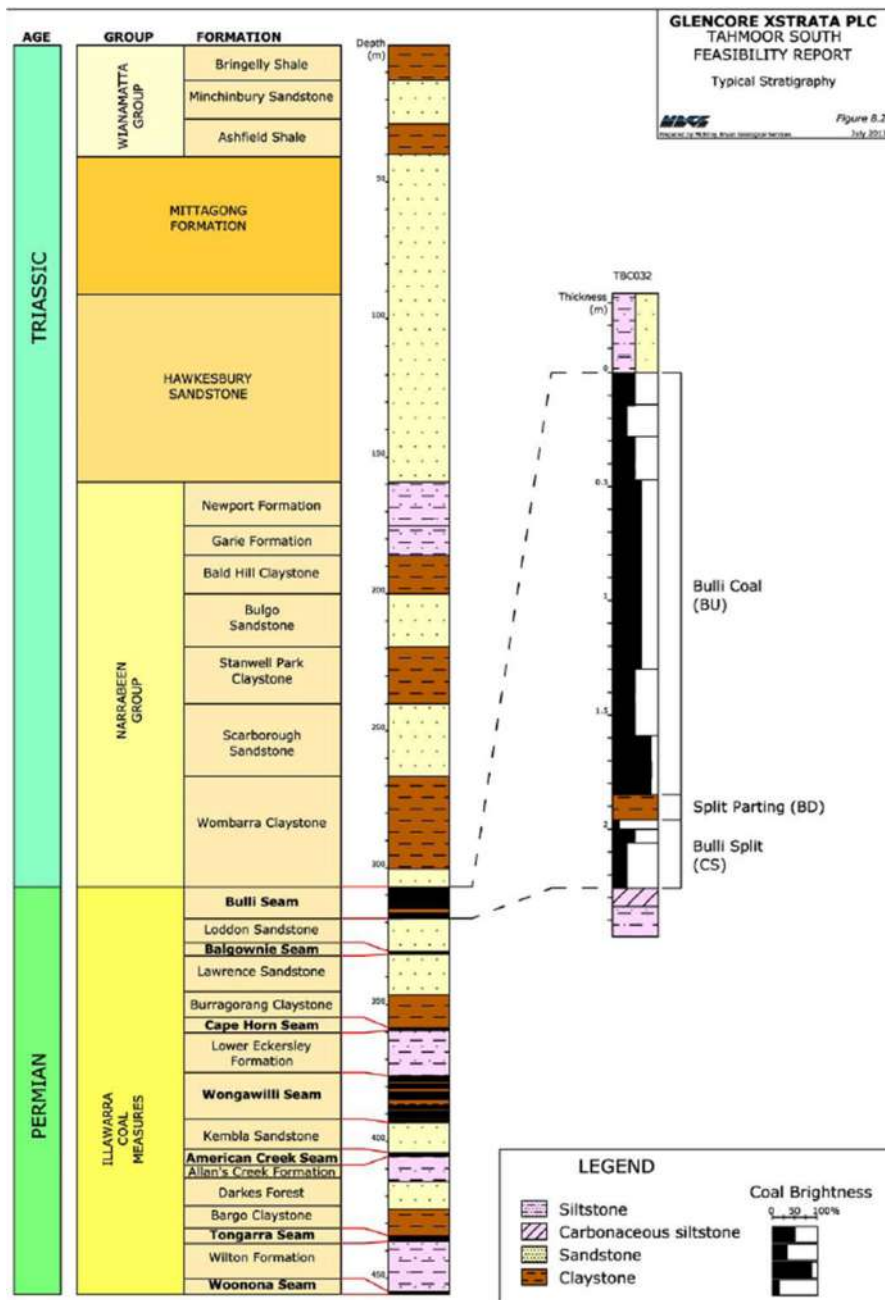 AGE GROUP FORMATION
GLENCORE XSTRATA PLC
TAHMOOR SOUTH
FEASIBILITY REPORT
Typical Stratigraphy
Figure 8.2
Depth
(m)
TRIASSIC
WIANAMATTA
GROUP
Bringelly Shale
Minchinbury Sandstone
Ashfield Shale
MITTAGONG
FORMATION
HAWKESBURY
SANDSTONE
NARRABEEN
GROUP
Newport Formation
Garie Formation
Bald Hill Claystone
Bulgo
Sandstone
Stanwell Park
Claystone
Scarborough
Sandstone
Wombarra Claystone
PERMIAN
ILLAWARRA
COAL
MEASURES
Bulli Seam
Loddon Sandstone
Balgownie Seam
Lawrence Sandstone
Burragorang Claystone
Cape Horn Seam
Lower Eckersley
Formation
Wongawilli Seam
Kembla Sandstone
American Creek Seam
Allan's Creek Formation
Darkes Forest
Bargo Claystone
Tongarra Seam
Wilton Formation
Woonona Seam
50
100
150
200
300
400
450
TBC032
Thickness
(m)
0
0.5
1
1.5
2
Bulli Coal
(BU)
Split Parting (BD)
Bulli Split
(CS)
LEGEND
Siltstone
Carbonaceous siltstone
Sandstone
Claystone
Coal Brightness
0 50 100%